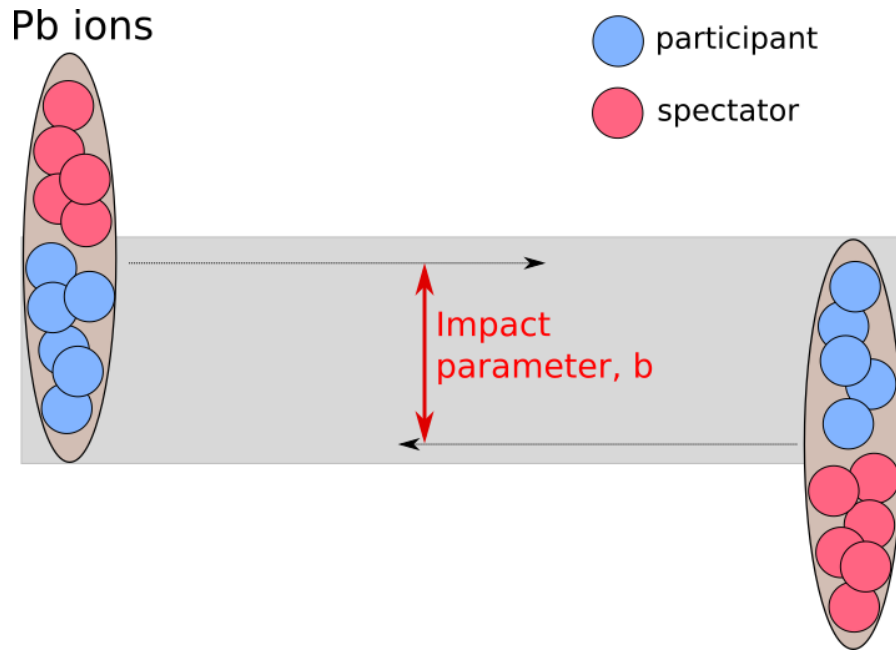 Pb ions
participant
spectator
Impact
parameter, b